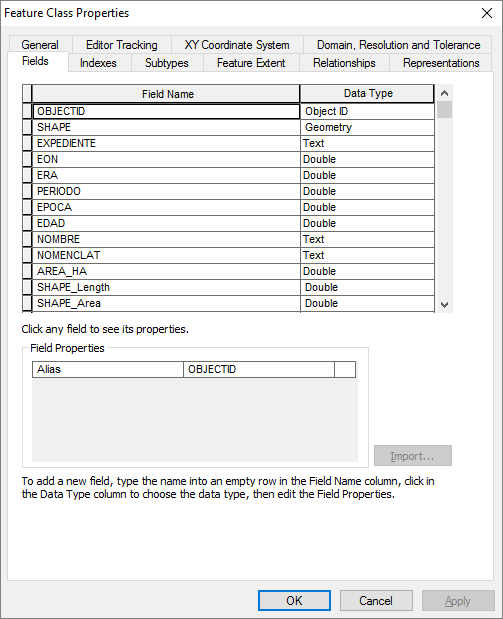 Feature Class Properties
General Editor Tracking XY Coordinate System Domain, Resolution and Tolerance
Fields Indexes Subtypes Feature Extent Relationships Representations
Field Name Data Type
OBJECTID Object ID
SHAPE Geometry
EXPEDIENTE Text
EON Double
ERA Double
PERIODO Double
EPOCA Double
EDAD Double
NOMBRE Text
NOMENCLAT Text
AREA_HA Double
SHAPE_Length Double
SHAPE_Area Double
Click any field to see its properties.
Field Properties
Alias OBJECTID
Import...
To add a new field, type the name into an empty row in the Field Name column, click in
the Data Type column to choose the data type, then edit the Field Properties.
OK Cancel Apply